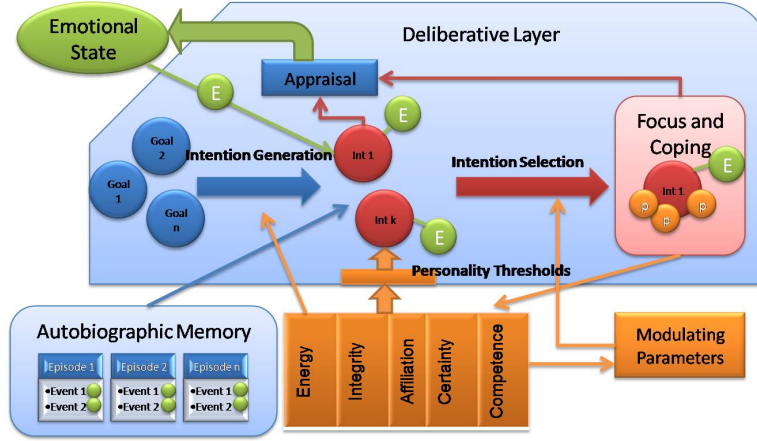 Emotional
State
Deliberative Layer
Appraisal
E
E
Goal
2
Intention Generation
Int 1
Intention Selection
Focus and
Coping
E
Goal
1
Int 1
Goal
n
Int k
E
p
p
p
Personality Thresholds
Autobiographic Memory
Episode 1
Episode 2
Episode n
•Event 1
•Event 2
•Event 1
•Event 2
•Event 1
•Event 2
Energy
Integrity
Affiliation
Certainty
Competence
Modulating
Parameters